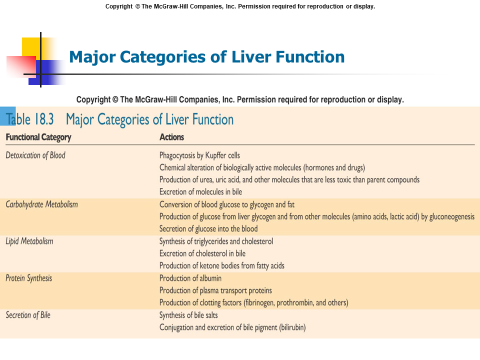 Copyright © The McGraw-Hill Companies, Inc. Permission required for reproduction or display.
Major Categories of Liver Function
Copyright © The McGraw-Hill Companies, Inc. Permission required for reproduction or display.
Table 18.3 Major Categories of Liver Function
Functional Category Actions
Detoxication of Blood Phagocytosis by Kupffer cells
Chemical alteration of biologically active molecules (hormones and drugs)
Production of urea, uric acid, and other molecules that are less toxic than parent compounds
Excretion of molecules in bile
Carbohydrate Metabolism Conversion of blood glucose to glycogen and fat
Production of glucose from liver glycogen and from other molecules (amino acids, lactic acid) by gluconeogenesis
Secretion of glucose into the blood
Lipid Metabolism Synthesis of triglycerides and cholesterol
Excretion of cholesterol in bile
Production of ketone bodies from fatty acids
Protein Synthesis Production of albumin
Production of plasma transport proteins
Production of clotting factors (fibrinogen, prothrombin, and others)
Secretion of Bile Synthesis of bile salts
Conjugation and excretion of bile pigment (bilirubin)